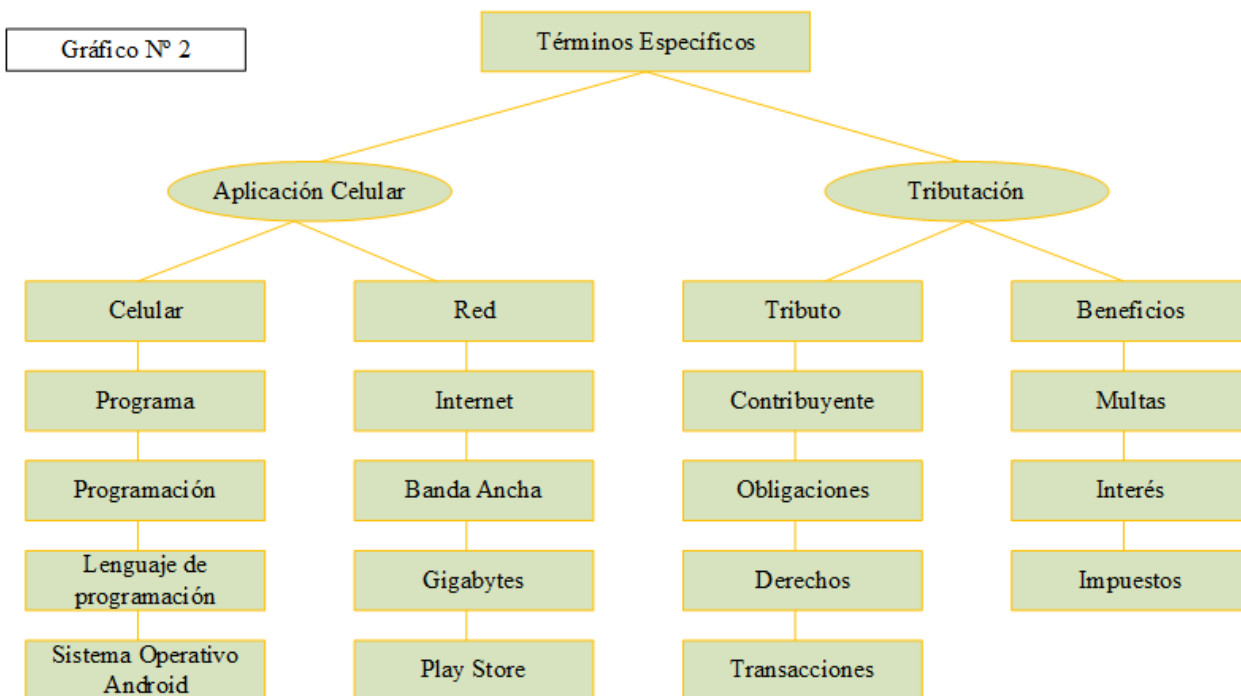 Gráfico Nº 2
Términos Específicos
Aplicación Celular
Tributación
Celular
Red
Tributo
Beneficios
Programa
Internet
Contribuyente
Multas
Programación
Banda Ancha
Obligaciones
Interés
Lenguaje de
programación
Gigabytes
Derechos
Impuestos
Sistema Operativo
Android
Play Store
Transacciones